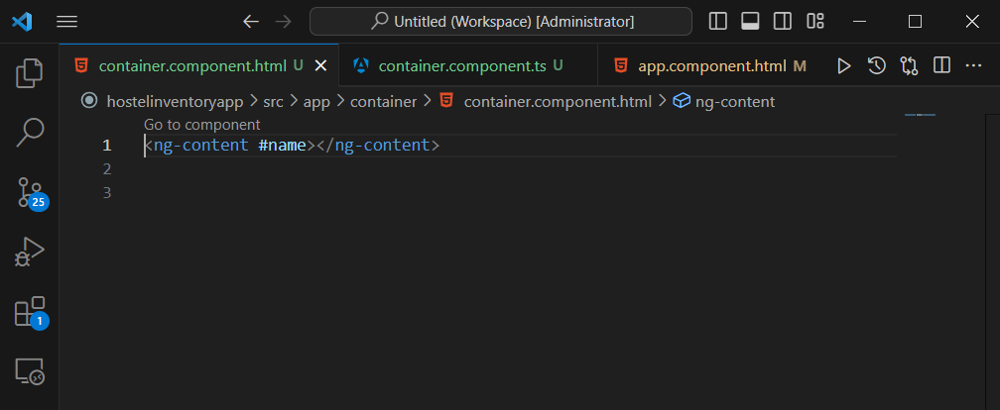 Untitled (Workspace) [Administrator]
container.component.html U
container.component.ts U
app.component.html M
hostelinventoryapp > src > app > container > container.component.html > ng-content
Go to component
1 <ng-content #name></ng-content>
2
3
25
1